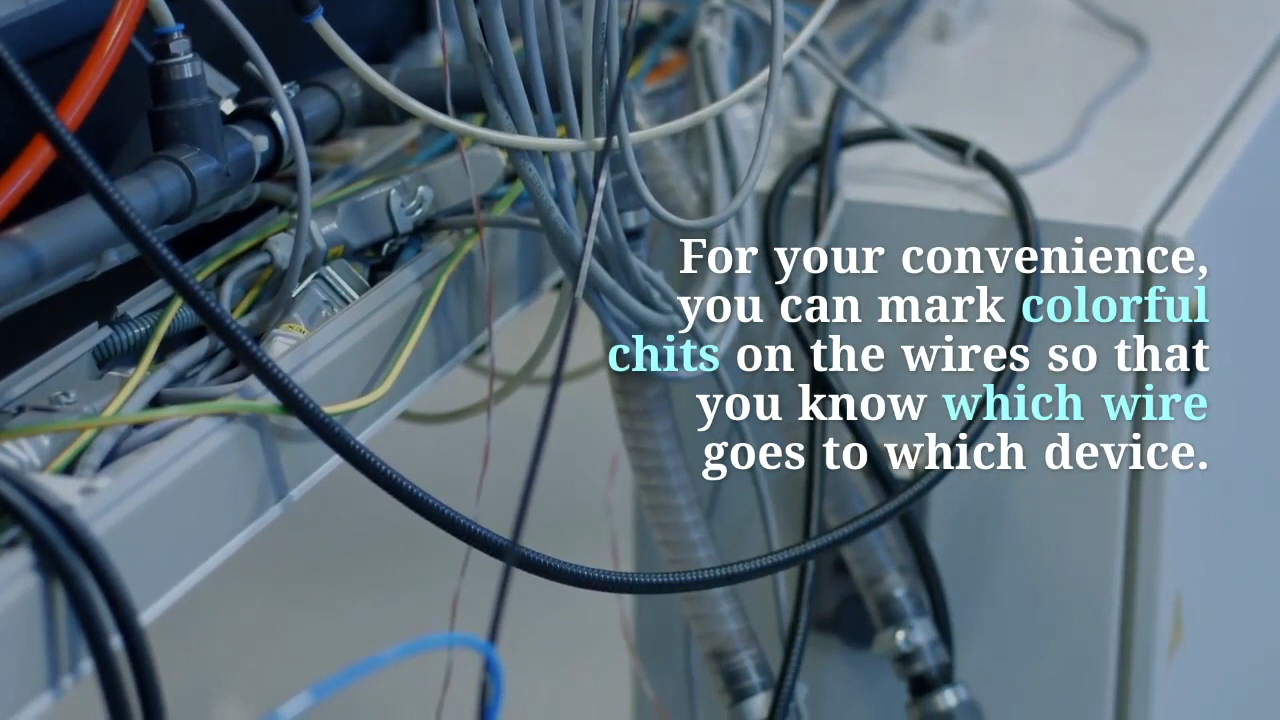 For your convenience,
you can mark colorful
chits on the wires so that
you know which wire
goes to which device.